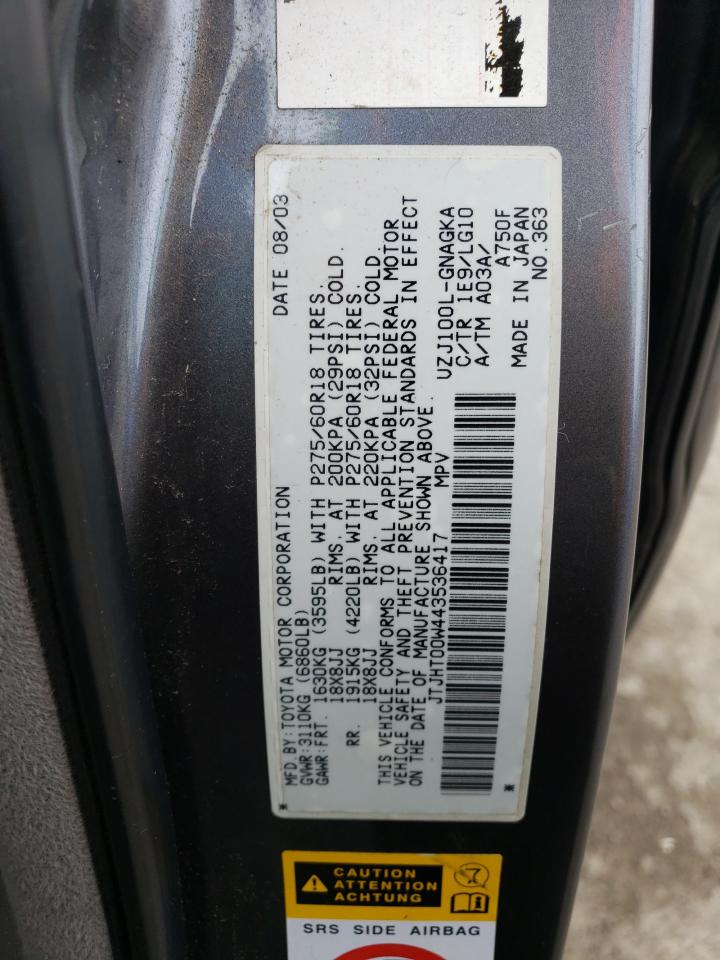 DATE 08/03
MFD. BY: TOYOTA MOTOR CORPORATION
GVWR: 3110KG (6860LB)
GAWR: FRT. 1630KG (3595LB) WITH P275/60R18 TIRES.
18X8JJ RIMS. AT 200KPA (29PSI) COLD.
RR. 1915KG (4220LB) WITH P275/60R18 TIRES.
18X8JJ RIMS. AT 220KPA (32PSI) COLD.
THIS VEHICLE CONFORMS TO ALL APPLICABLE FEDERAL MOTOR
VEHICLE SAFETY AND THEFT PREVENTION STANDARDS IN EFFECT
ON THE DATE OF MANUFACTURE SHOWN ABOVE.
JTJHT00W443536417 MPV
UZJ100L-GNAGKA
C/TR 1E9/LG10
A/TM A03A/
A750F
MADE IN JAPAN
NO. 363
CAUTION
ATTENTION
ACHTUNG
SRS SIDE AIRBAG